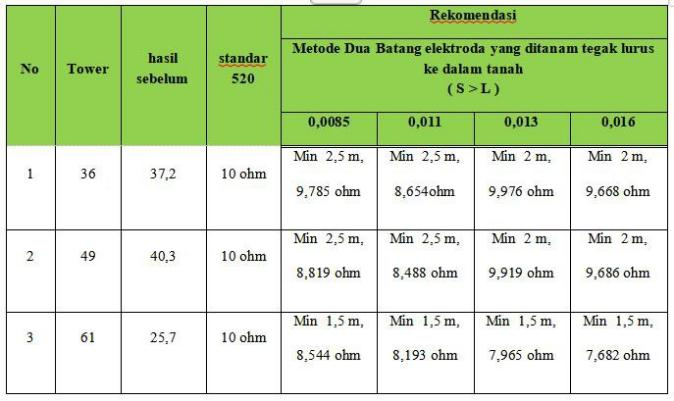 Rekomendasi
No Tower hasil sebelum standar 520
Metode Dua Batang elektroda yang ditanam tegak lurus
ke dalam tanah
( S > L )
0,0085 0,011 0,013 0,016
1 36 37,2 10 ohm Min 2,5 m, Min 2,5 m, Min 2 m, Min 2 m,
9,785 ohm 8,654ohm 9,976 ohm 9,668 ohm
2 49 40,3 10 ohm Min 2,5 m, Min 2,5 m, Min 2 m, Min 2 m,
8,819 ohm 8,488 ohm 9,919 ohm 9,686 ohm
3 61 25,7 10 ohm Min 1,5 m, Min 1,5 m, Min 1,5 m, Min 1,5 m,
8,544 ohm 8,193 ohm 7,965 ohm 7,682 ohm